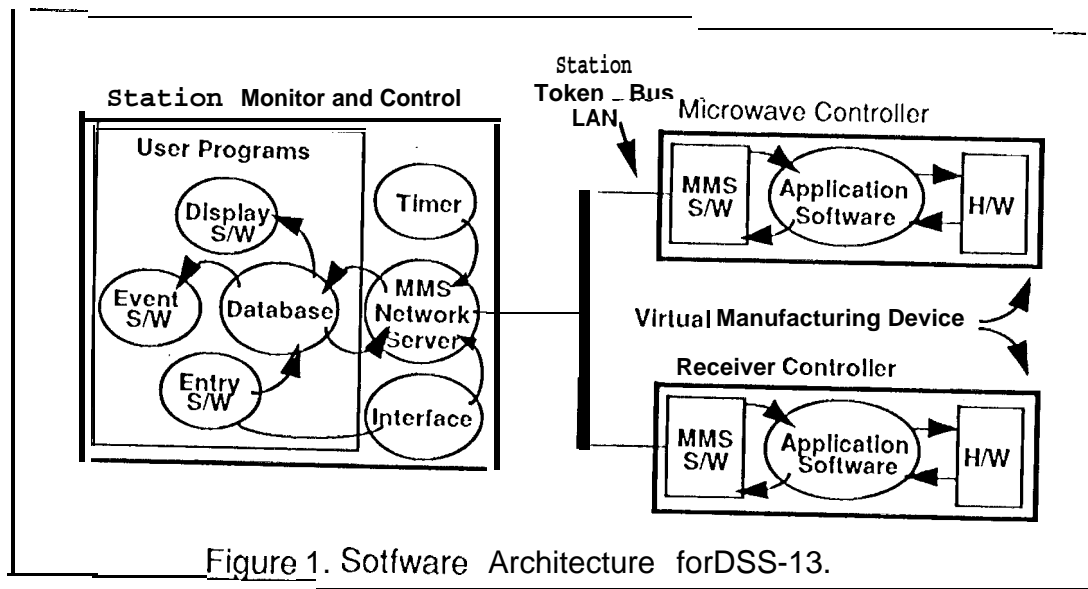 Station Monitor and Control
User Programs
Display
S/W
Event
S/W
Database
Entry
S/W
Timer
MMS
Network
Server
Interface
Station
Token Bus
LAN
Microwave Controller
MMS
S/W
Application
Software
H/W
Virtual Manufacturing Device
Receiver Controller
MMS
S/W
Application
Software
H/W
Figure 1. Sotfware Architecture forDSS-13.